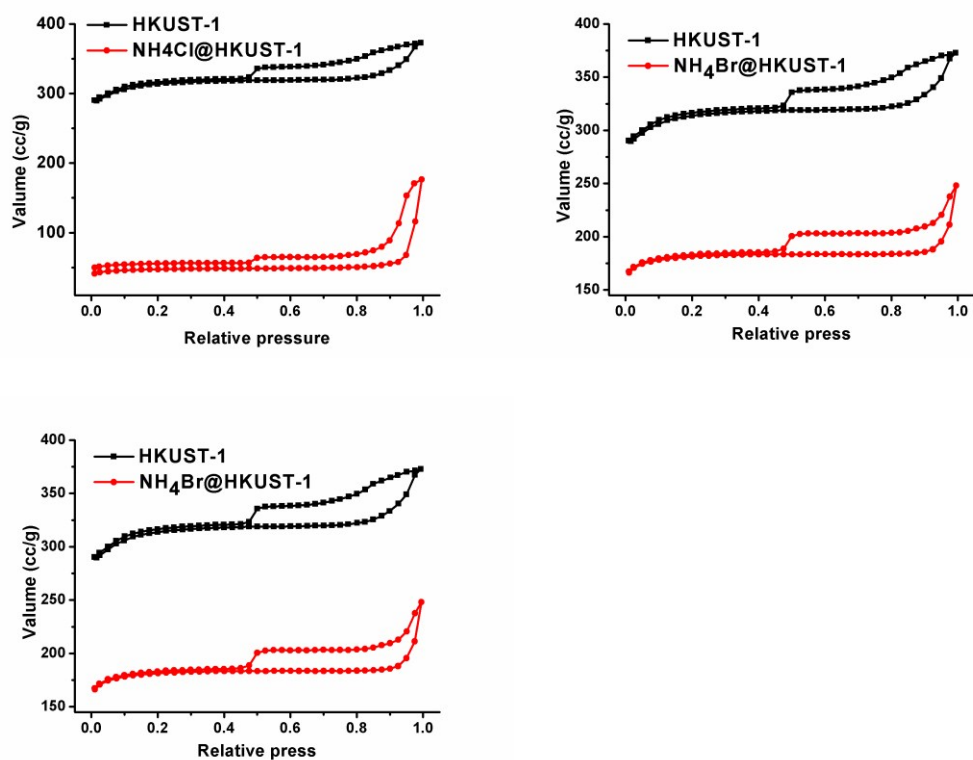 HKUST-1
NH4Cl@HKUST-1
Valume (cc/g)
400
300
200
100
0.0 0.2 0.4 0.6 0.8 1.0
Relative pressure
HKUST-1
NH₄Br@HKUST-1
Valume (cc/g)
400
350
300
250
200
150
0.0 0.2 0.4 0.6 0.8 1.0
Relative press
HKUST-1
NH₄Br@HKUST-1
Valume (cc/g)
400
350
300
250
200
150
0.0 0.2 0.4 0.6 0.8 1.0
Relative press